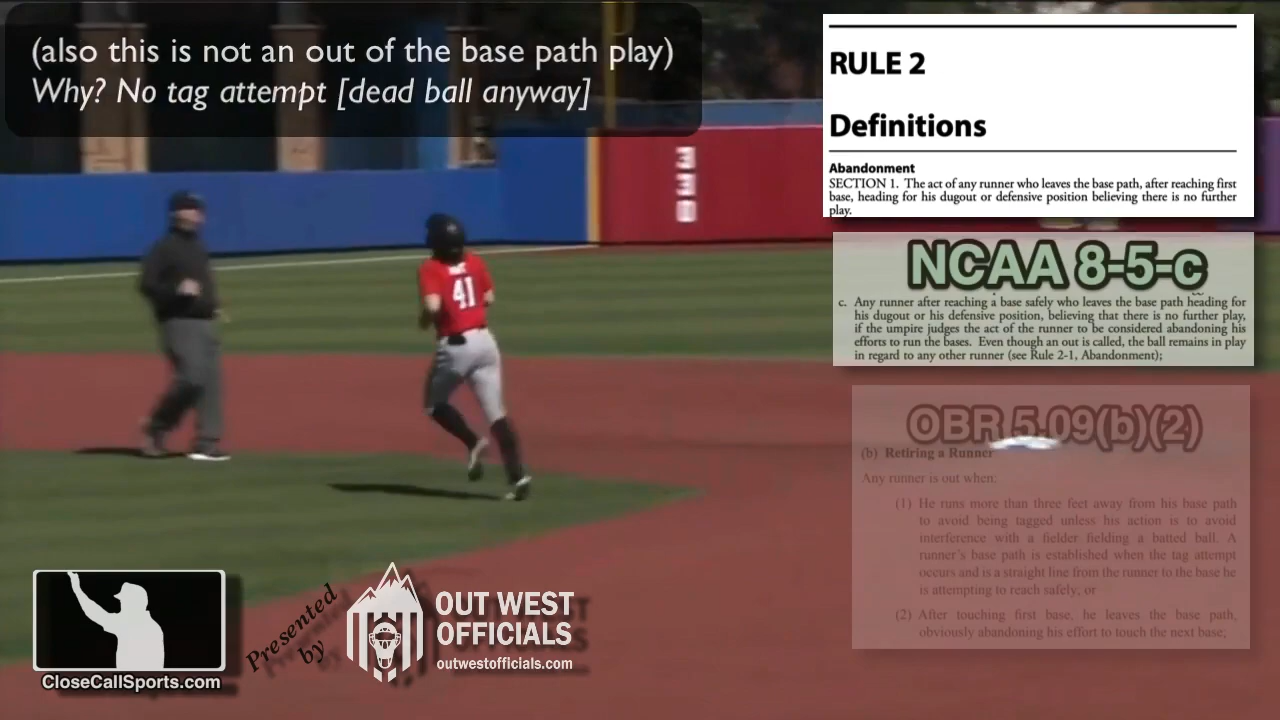 (also this is not an out of the base path play)
Why? No tag attempt [dead ball anyway]
RULE 2
Definitions
Abandonment
SECTION 1. The act of any runner who leaves the base path, after reaching first
base, heading for his dugout or defensive position believing there is no further
play.
NCAA 8-5-c
c. Any runner after reaching a base safely who leaves the base path heading for
his dugout or his defensive position, believing that there is no further play,
if the umpire judges the act of the runner to be considered abandoning his
efforts to run the bases. Even though an out is called, the ball remains in play
in regard to any other runner (see Rule 2-1, Abandonment);
OBR 5.09(b)(2)
(b) Retiring a Runner
Any runner is out when:
(1) He runs more than three feet away from his base path
to avoid being tagged unless his action is to avoid
interference with a fielder fielding a batted ball. A
runner's base path is established when the tag attempt
occurs and is a straight line from the runner to the base he
is attempting to reach safely, or
(2) After touching first base, he leaves the base path,
obviously abandoning his effort to touch the next base;
330
41
CloseCallSports.com
Presented
by
OUT WEST
OFFICIALS
outwestofficials.com